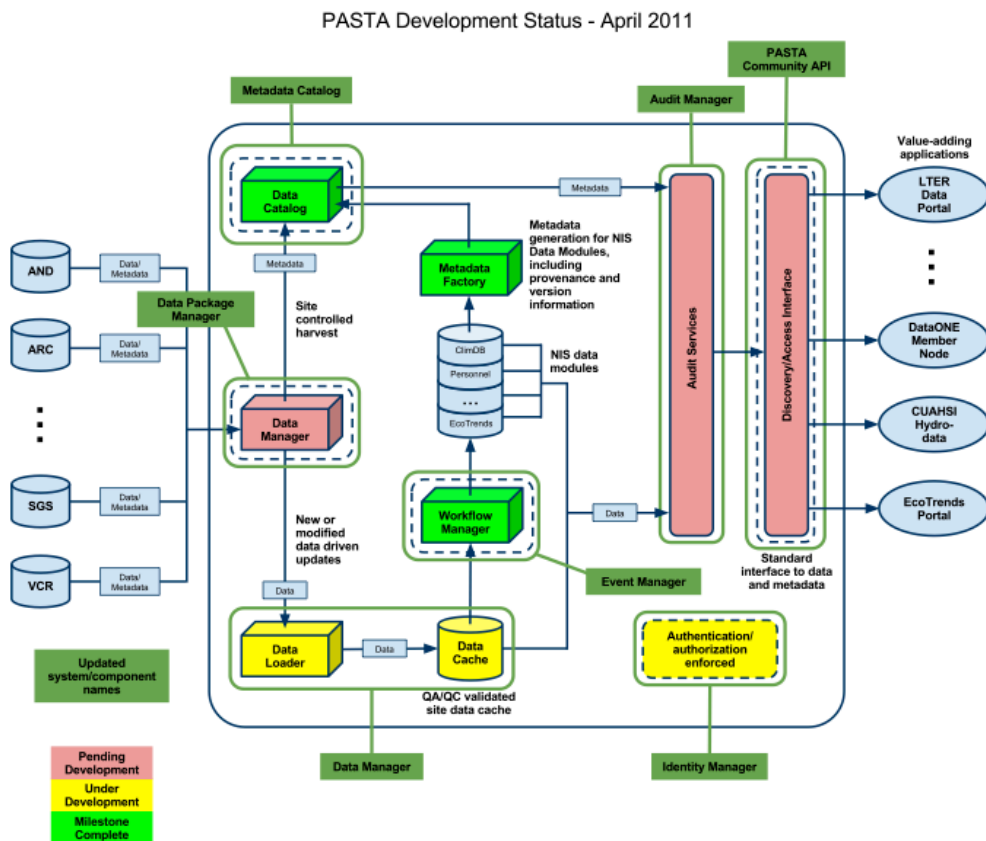 PASTA Development Status - April 2011
PASTA
Community API
Metadata Catalog
Audit Manager
Value-adding
applications
LTER
Data
Portal
Data
Catalog
Metadata
Metadata
Metadata
generation for NIS
Data Modules,
including
provenance and
version
information
Metadata
Factory
AND
Data/
Metadata
Metadata
Data Package
Manager
Site
controlled
harvest
ARC
Data/
Metadata
ClimDB
Personnel
...
EcoTrends
NIS data
modules
Audit Services
Discovery/Access Interface
DataONE
Member
Node
Data
Manager
CUAHSI
Hydro-
data
SGS
Data/
Metadata
New or
modified
data driven
updates
Workflow
Manager
Data
EcoTrends
Portal
Standard
interface to data
and metadata
VCR
Data/
Metadata
Event Manager
Data
Data
Loader
Data
Data
Cache
Authentication/
authorization
enforced
Updated
system/component
names
QA/QC validated
site data cache
Data Manager
Identity Manager
Pending
Development
Under
Development
Milestone
Complete